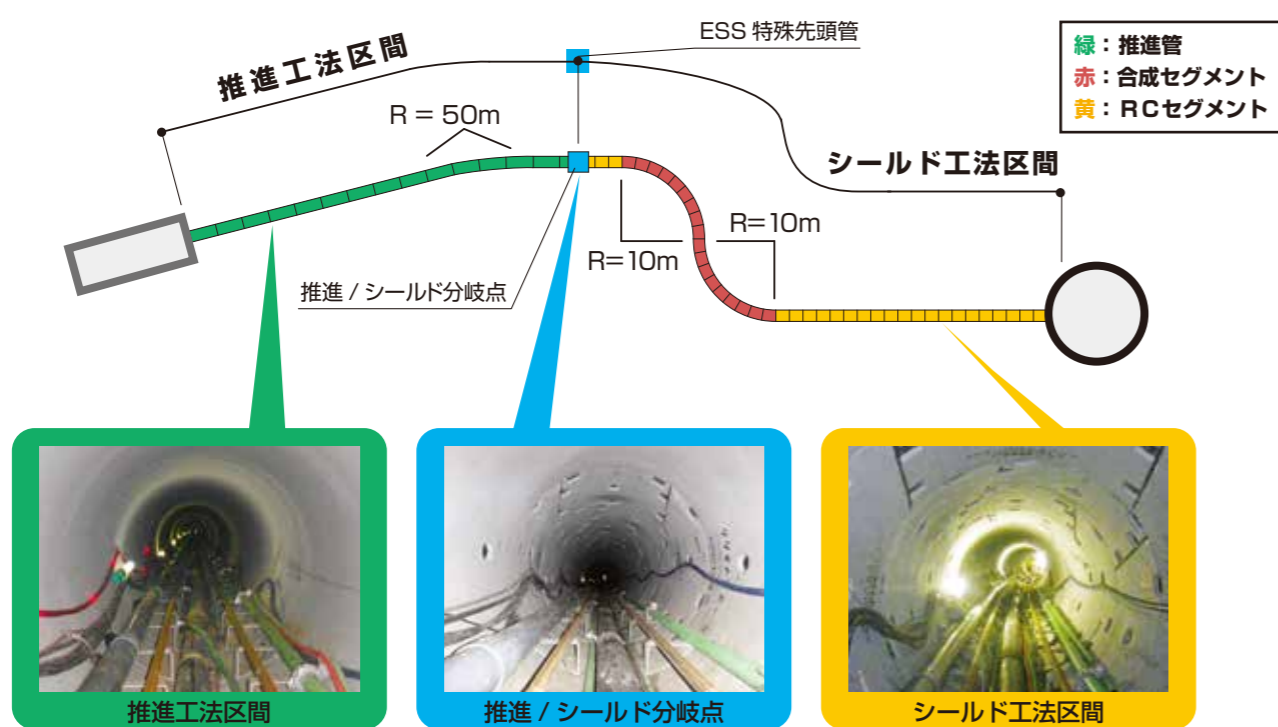 ESS 特殊先頭管
緑：推進管
赤：合成セグメント
黄：RCセグメント
推進工法区間
R = 50m
シールド工法区間
R=10m
R=10m
推進 / シールド分岐点
推進工法区間
推進 / シールド分岐点
シールド工法区間